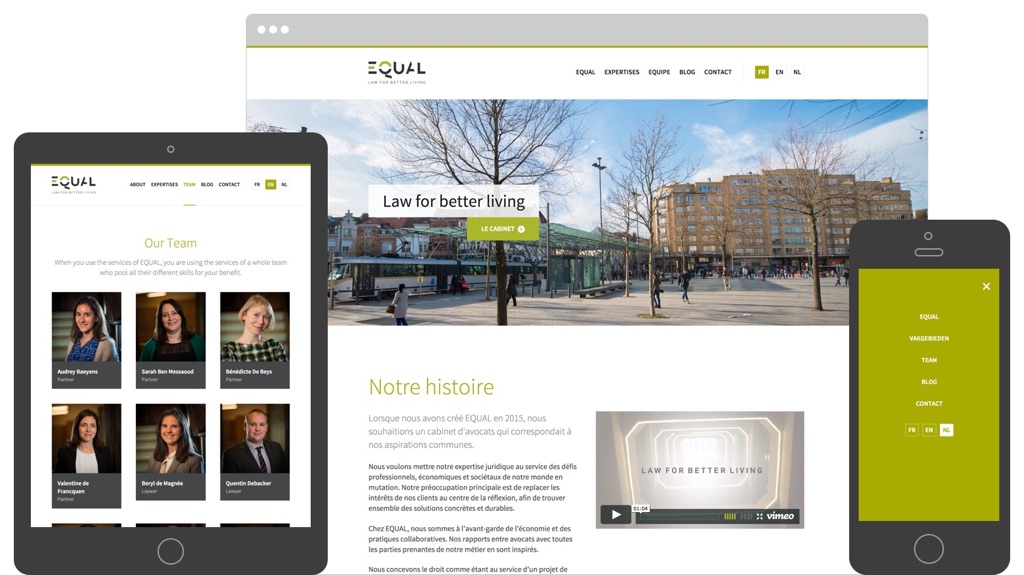 EQUAL
LAW FOR BETTER LIVING
EQUAL EXPERTISES EQUIPE BLOG CONTACT FR EN NL
Law for better living
LE CABINET
Notre histoire
Lorsque nous avons créé EQUAL en 2015, nous
souhaitions un cabinet d'avocats qui correspondait à
nos aspirations communes.
Nous voulons mettre notre expertise juridique au service des défis
professionnels, économiques et sociétaux de notre monde en
mutation. Notre préoccupation principale est de replacer les
intérêts de nos clients au centre de la réflexion, afin de trouver
ensemble des solutions concrètes et durables.
Chez EQUAL, nous sommes à l'avant-garde de l'économie et des
pratiques collaboratives. Nos rapports entre avocats avec toutes
les parties prenantes de notre métier en sont inspirés.
Nous concevons le droit comme étant au service d'un projet de
LAW FOR BETTER LIVING
01:04
HD vimeo
EQUAL
LAW FOR BETTER LIVING
ABOUT EXPERTISES TEAM BLOG CONTACT FR EN NL
Our Team
When you use the services of EQUAL, you are using the services of a whole team
who pool all their different skills for your benefit.
Audrey Baeyens
Partner
Sarah Ben Messaoud
Partner
Bénédicte De Beys
Partner
Valentine de
Francquen
Partner
Beryl de Magnée
Laywer
Quentin Debacker
Lawyer
EQUAL
VAKGEBIEDEN
TEAM
BLOG
CONTACT
FR EN NL